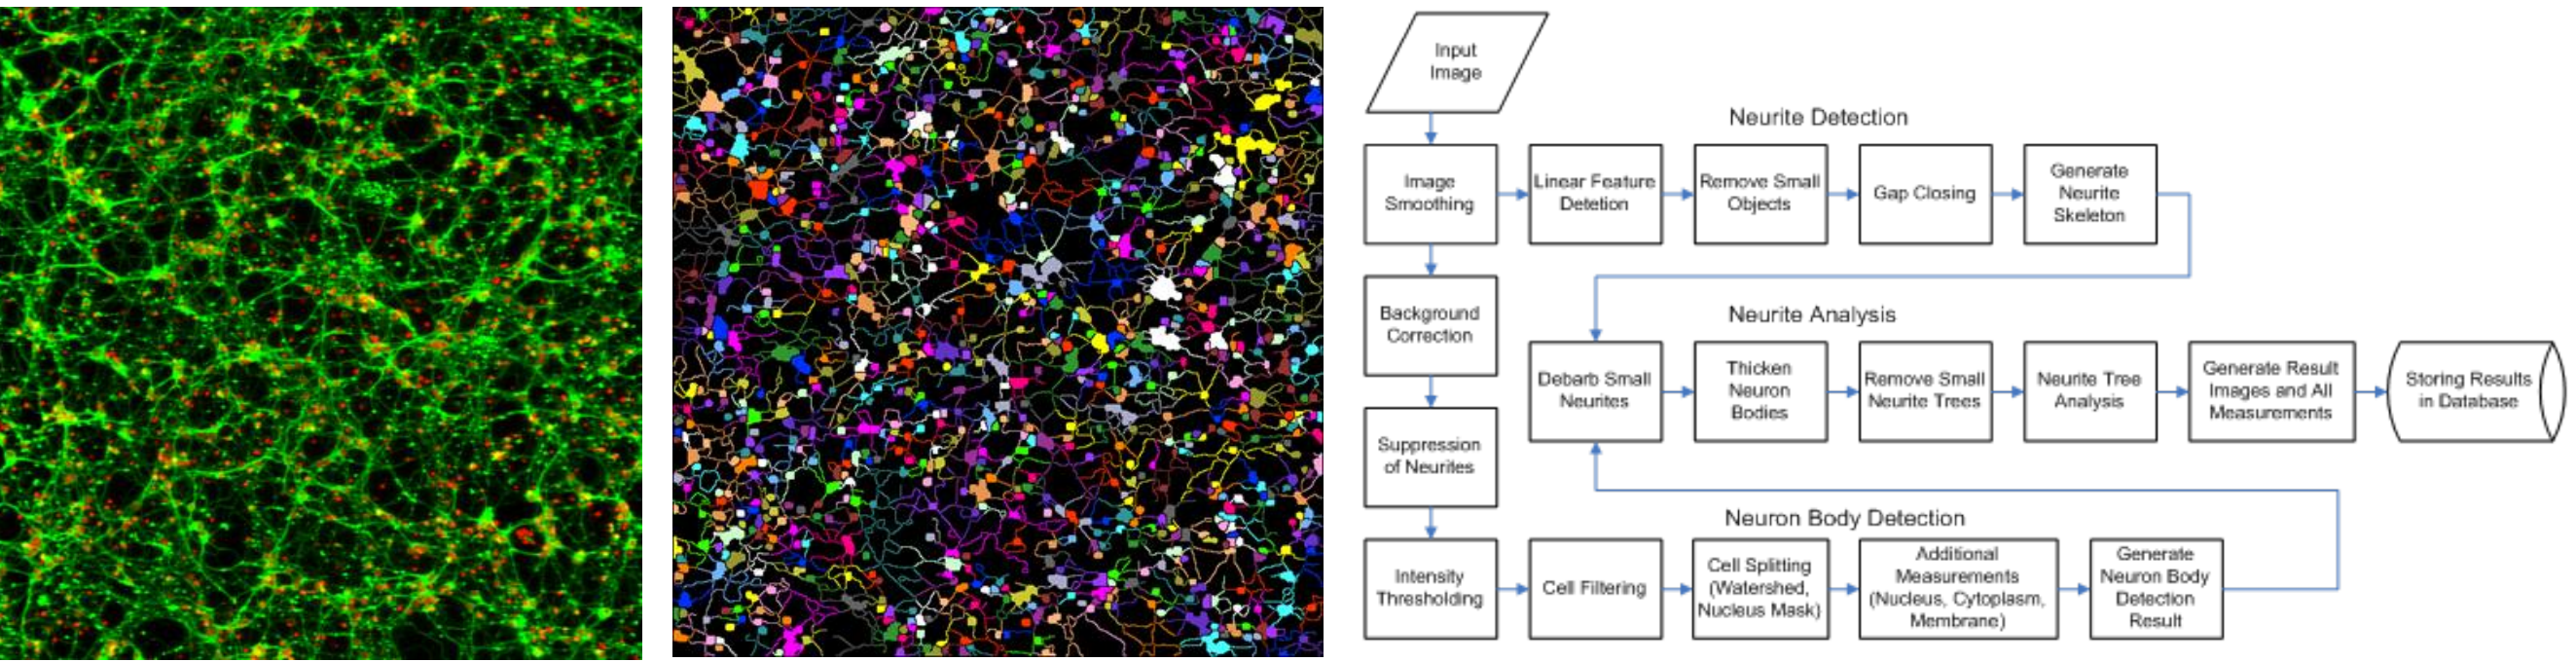 Input
Image
Neurite Detection
Image
Smoothing
Linear Feature
Detetion
Remove Small
Objects
Gap Closing
Generate
Neurite
Skeleton
Background
Correction
Neurite Analysis
Debarb Small
Neurites
Thicken
Neuron
Bodies
Remove Small
Neurite Trees
Neurite Tree
Analysis
Generate Result
Images and All
Measurements
Storing Results
in Database
Suppression
of Neurites
Neuron Body Detection
Intensity
Thresholding
Cell Filtering
Cell Splitting
(Watershed,
Nucleus Mask)
Additional
Measurements
(Nucleus, Cytoplasm,
Membrane)
Generate
Neuron Body
Detection
Result